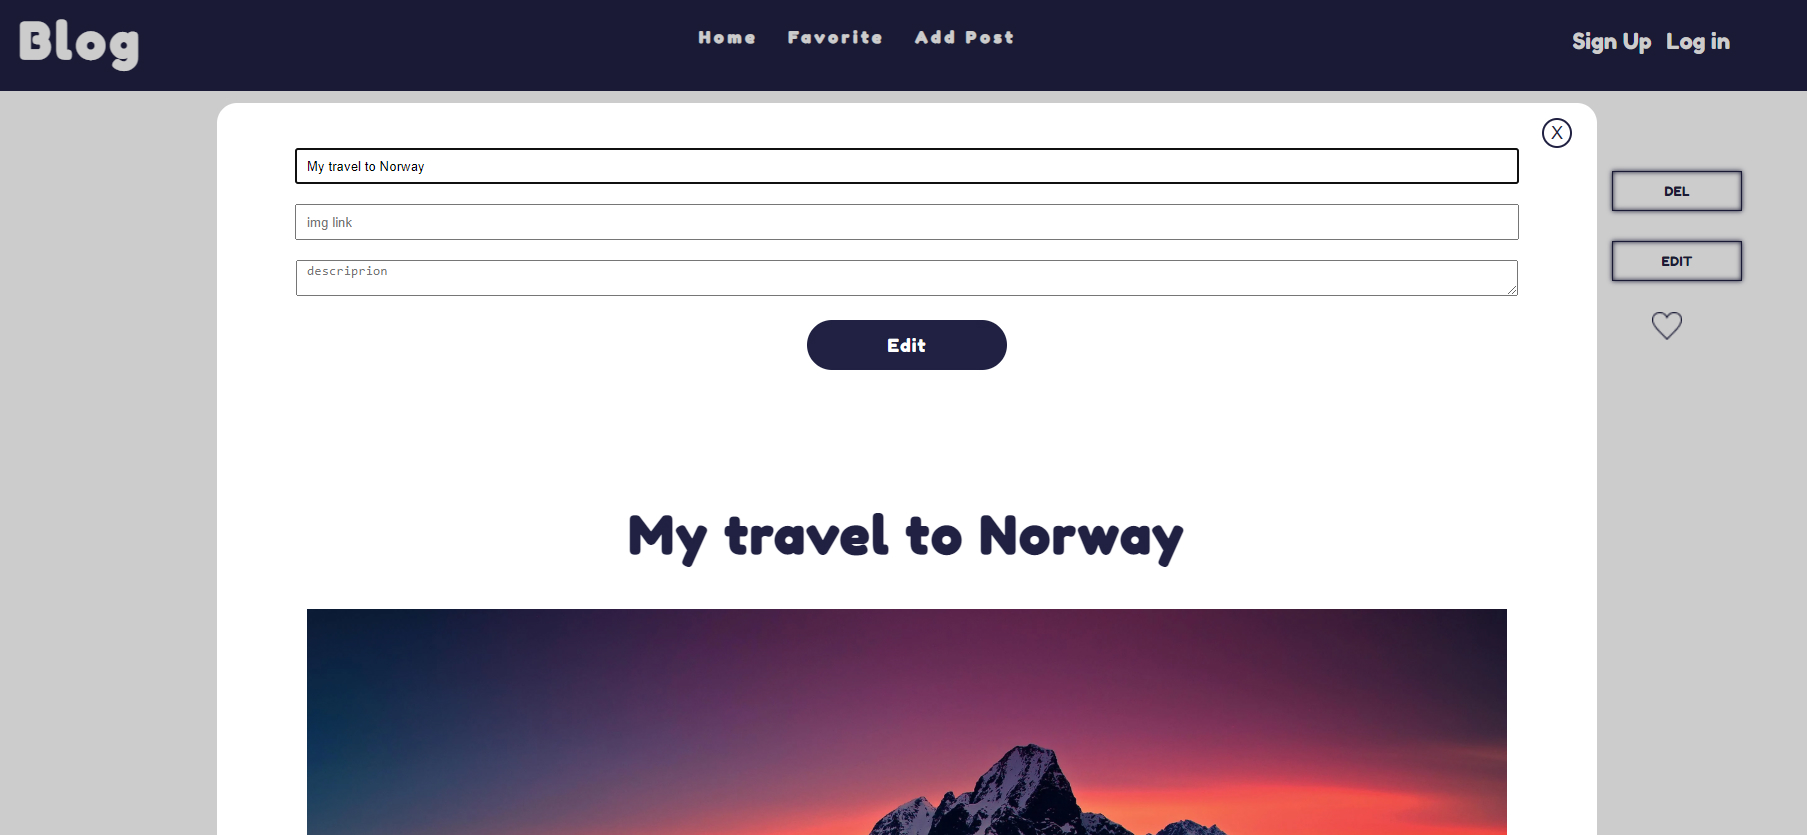 Blog
Home Favorite Add Post
Sign Up Log in
X
My travel to Norway
img link
descriprion
Edit
DEL
EDIT
My travel to Norway